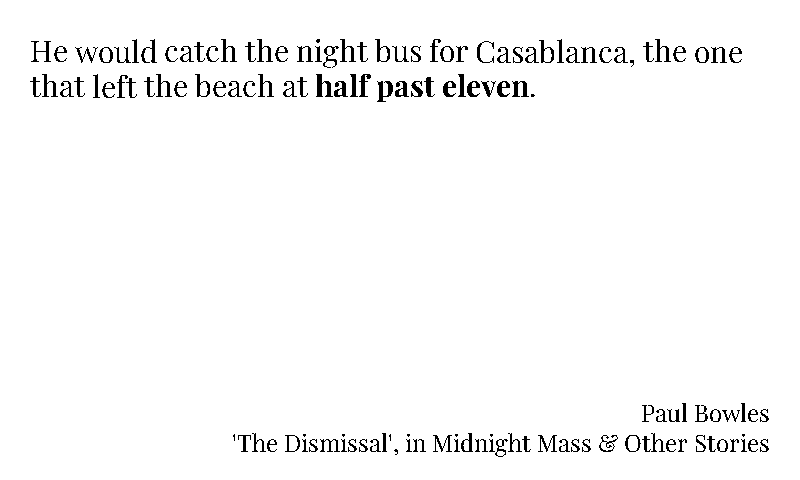 He would catch the night bus for Casablanca, the one
that left the beach at half past eleven.
Paul Bowles
'The Dismissal', in Midnight Mass & Other Stories